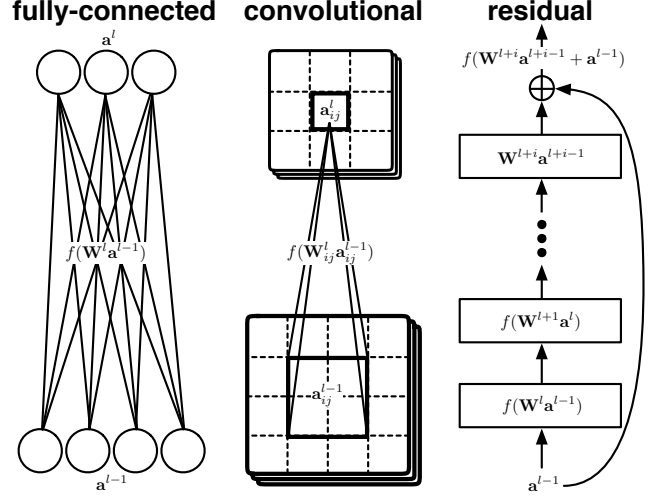 fully-connected
a^l
f(W^l a^{l-1})
a^{l-1}
convolutional
a^l_{ij}
f(W^l_{ij} a^{l-1}_{ij})
a^{l-1}_{ij}
residual
f(W^{l+i} a^{l+i-1} + a^{l-1})
W^{l+i} a^{l+i-1}
f(W^{l+1} a^l)
f(W^l a^{l-1})
a^{l-1}